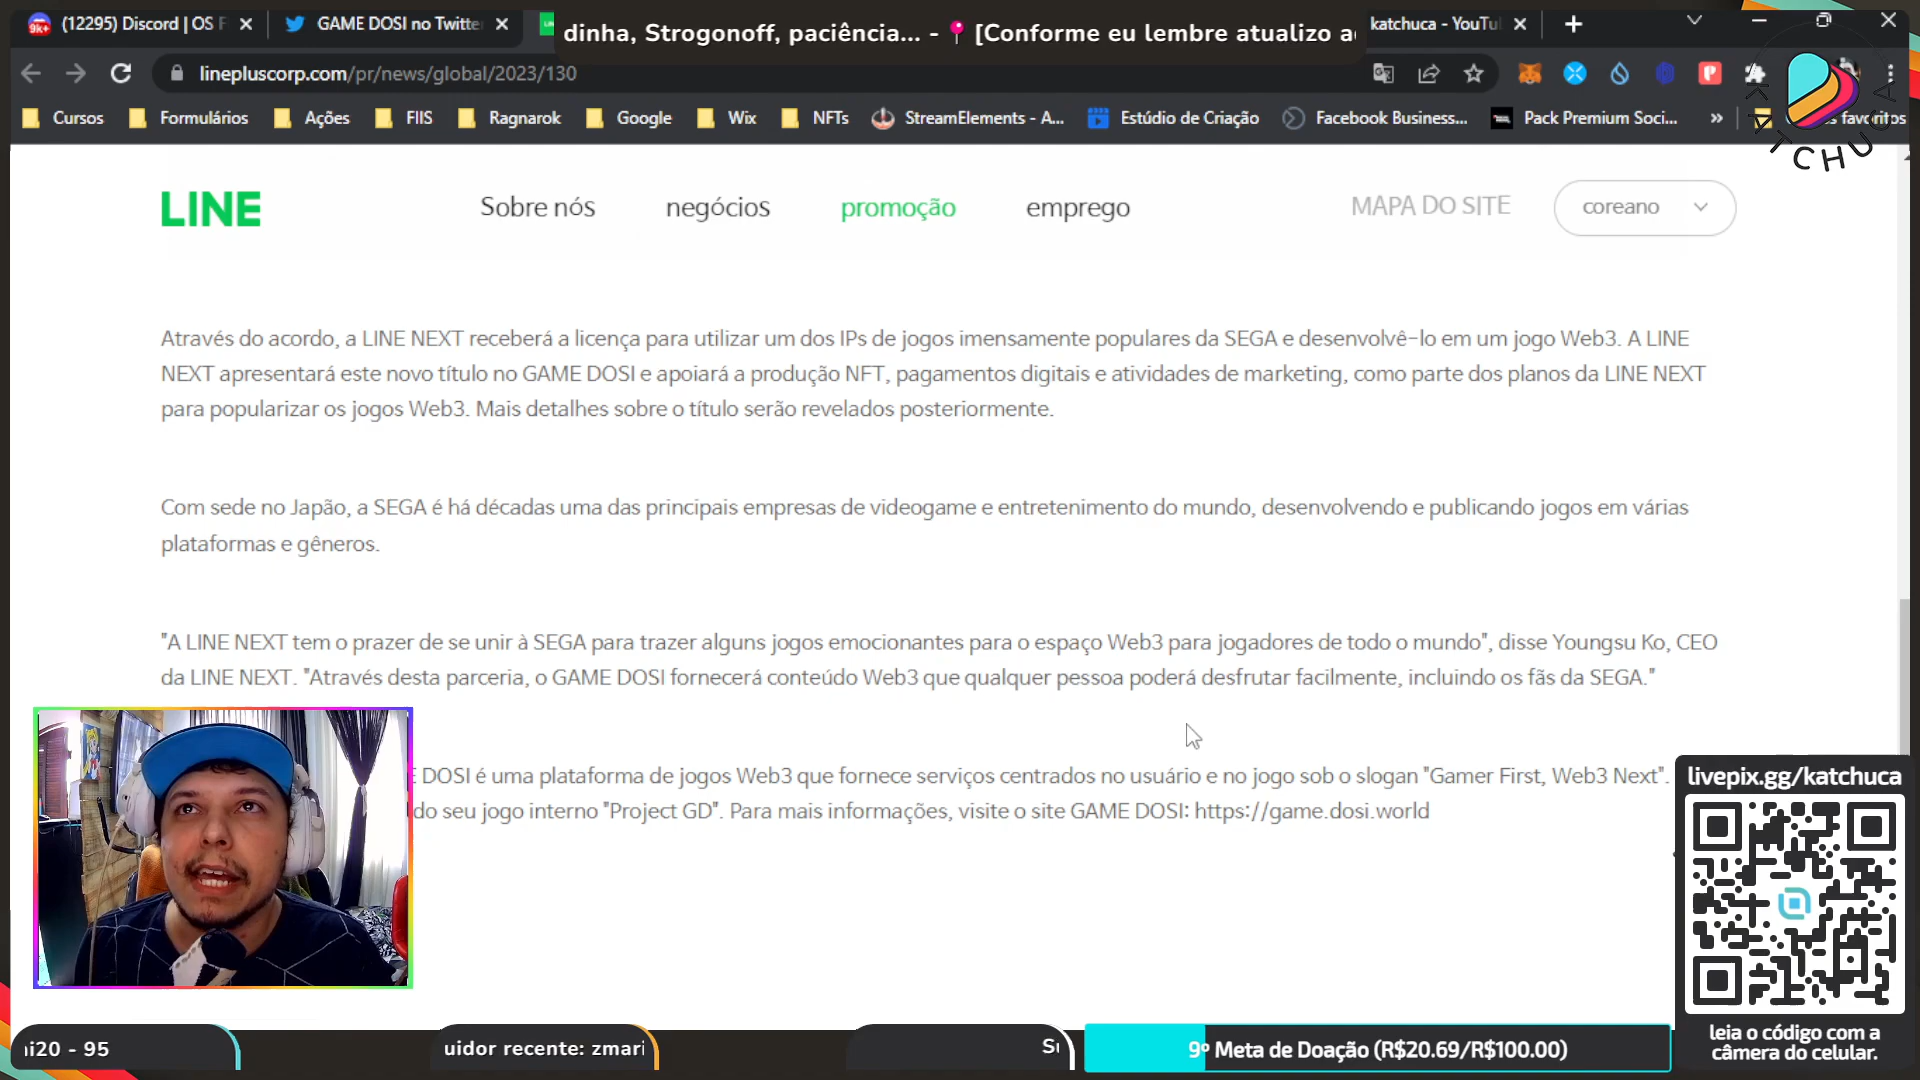 (12295) Discord | OS F
GAME DOSI no Twitte
dinha, Strogonoff, paciência... - 📍 [Conforme eu lembre atualizo a
katchuca - YouTu
linepluscorp.com/pr/news/global/2023/130
Cursos
Formulários
Ações
FIIS
Ragnarok
Google
Wix
NFTs
StreamElements - A...
Estúdio de Criação
Facebook Business...
Pack Premium Soci...
»
favoritos
KATCHUCA
LINE
Sobre nós
negócios
promoção
emprego
MAPA DO SITE
coreano
Através do acordo, a LINE NEXT receberá a licença para utilizar um dos IPs de jogos imensamente populares da SEGA e desenvolvê-lo em um jogo Web3. A LINE
NEXT apresentará este novo título no GAME DOSI e apoiará a produção NFT, pagamentos digitais e atividades de marketing, como parte dos planos da LINE NEXT
para popularizar os jogos Web3. Mais detalhes sobre o título serão revelados posteriormente.
Com sede no Japão, a SEGA é há décadas uma das principais empresas de videogame e entretenimento do mundo, desenvolvendo e publicando jogos em várias
plataformas e gêneros.
"A LINE NEXT tem o prazer de se unir à SEGA para trazer alguns jogos emocionantes para o espaço Web3 para jogadores de todo o mundo", disse Youngsu Ko, CEO
da LINE NEXT. "Através desta parceria, o GAME DOSI fornecerá conteúdo Web3 que qualquer pessoa poderá desfrutar facilmente, incluindo os fãs da SEGA."
DOSI é uma plataforma de jogos Web3 que fornece serviços centrados no usuário e no jogo sob o slogan "Gamer First, Web3 Next".
do seu jogo interno "Project GD". Para mais informações, visite o site GAME DOSI: https://game.dosi.world
livepix.gg/katchuca
leia o código com a
câmera do celular.
ni20 - 95
uidor recente: zmari
Su
9º Meta de Doação (R$20.69/R$100.00)